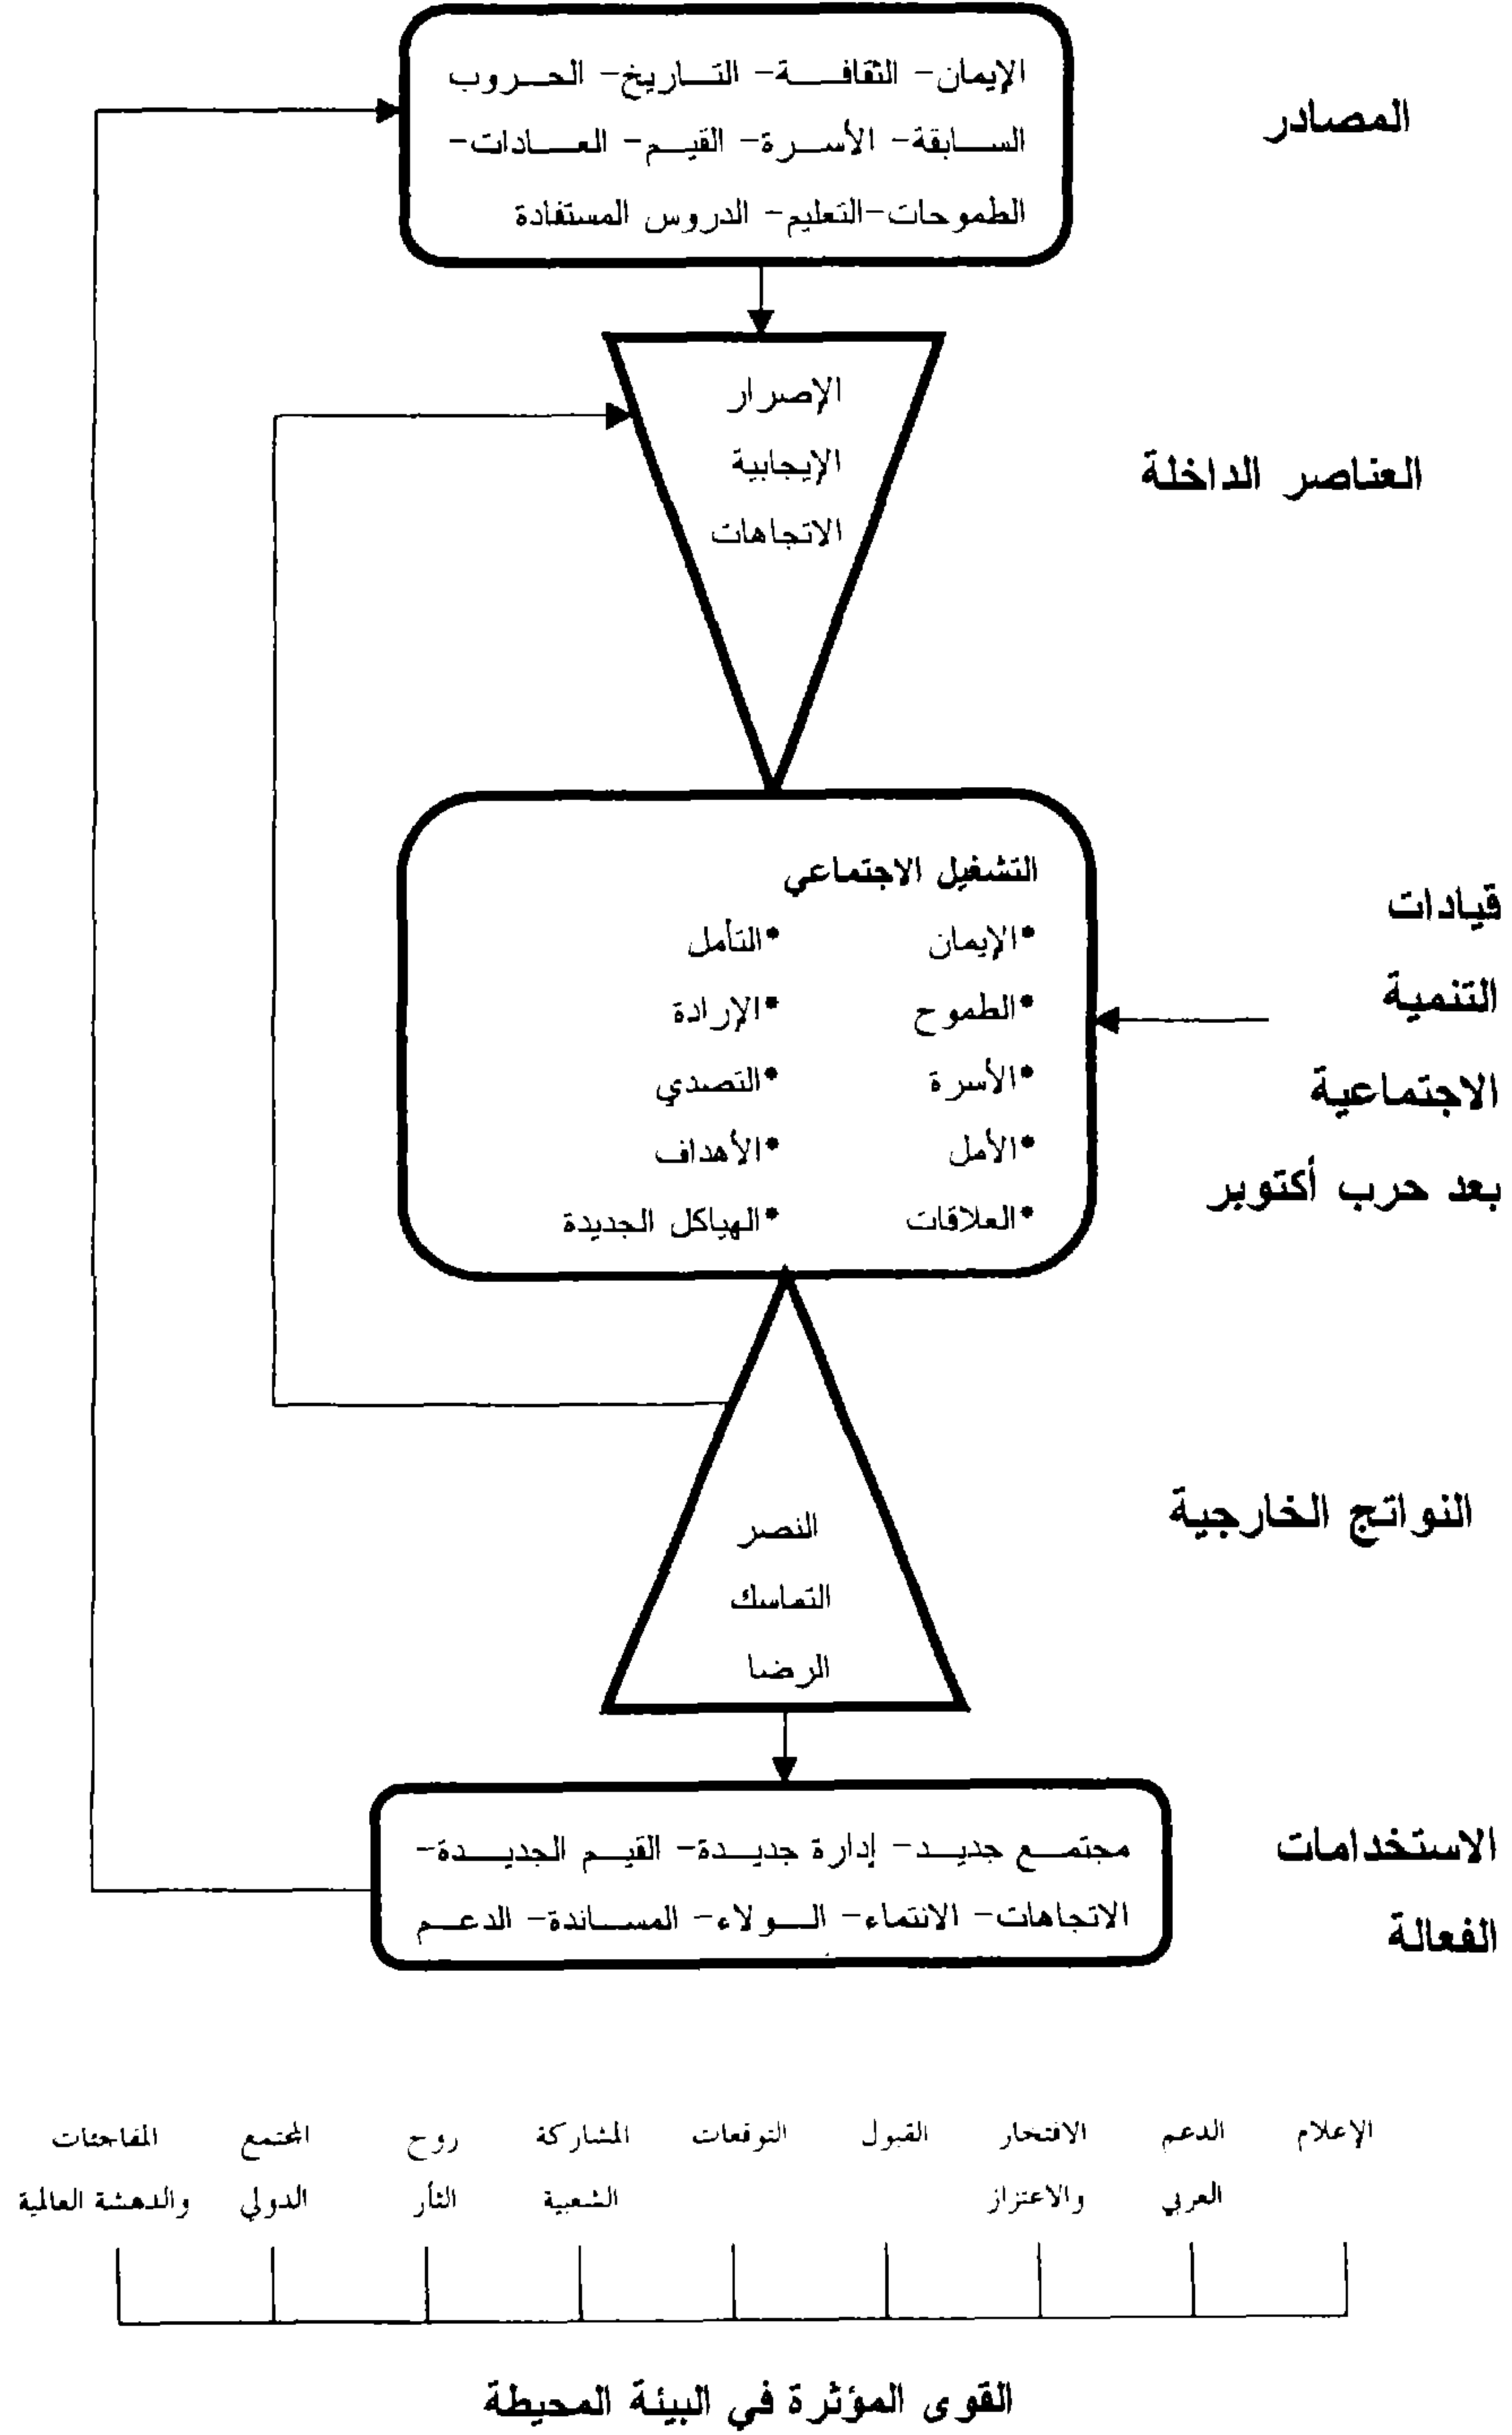 المصادر
الإيمان- الثقافة- التاريخ- الحروب
السابقة- الأسرة- القيم- العادات-
الطموحات-التعليم- الدروس المستفادة
العناصر الداخلة
الإصرار
الإيجابية
الاتجاهات
قيادات
التنمية
الاجتماعية
بعد حرب أكتوبر
التشغيل الاجتماعي
•الإيمان •التأمل
•الطموح •الإرادة
•الأسرة •التصدي
•الأمل •الأهداف
•العلاقات •الهياكل الجديدة
النواتج الخارجية
النصر
التماسك
الرضا
الاستخدامات
الفعالة
مجتمع جديد- إدارة جديدة- القيم الجديدة-
الاتجاهات- الانتماء- الولاء- المساندة- الدعم
الإعلام
الدعم
العربي
الافتخار
والاعتزاز
القبول
التوقعات
المشاركة
الشعبية
روح
الثأر
المجتمع
الدولي
المفاجئات
والدهشة العالمية
القوى المؤثرة في البيئة المحيطة